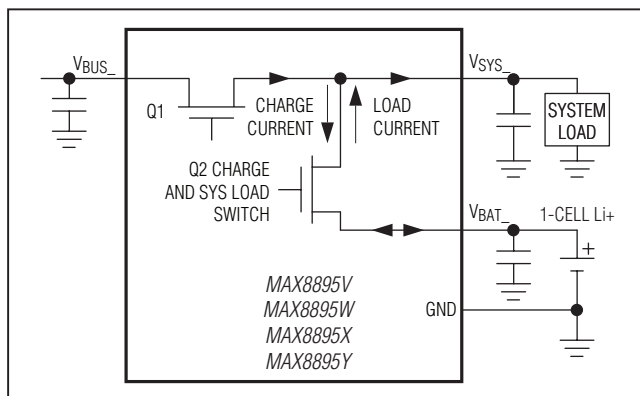 VBUS_
VSYS_
Q1
CHARGE
CURRENT
LOAD
CURRENT
SYSTEM
LOAD
Q2 CHARGE
AND SYS LOAD
SWITCH
VBAT_
1-CELL Li+
+
MAX8895V
MAX8895W
MAX8895X
MAX8895Y
GND